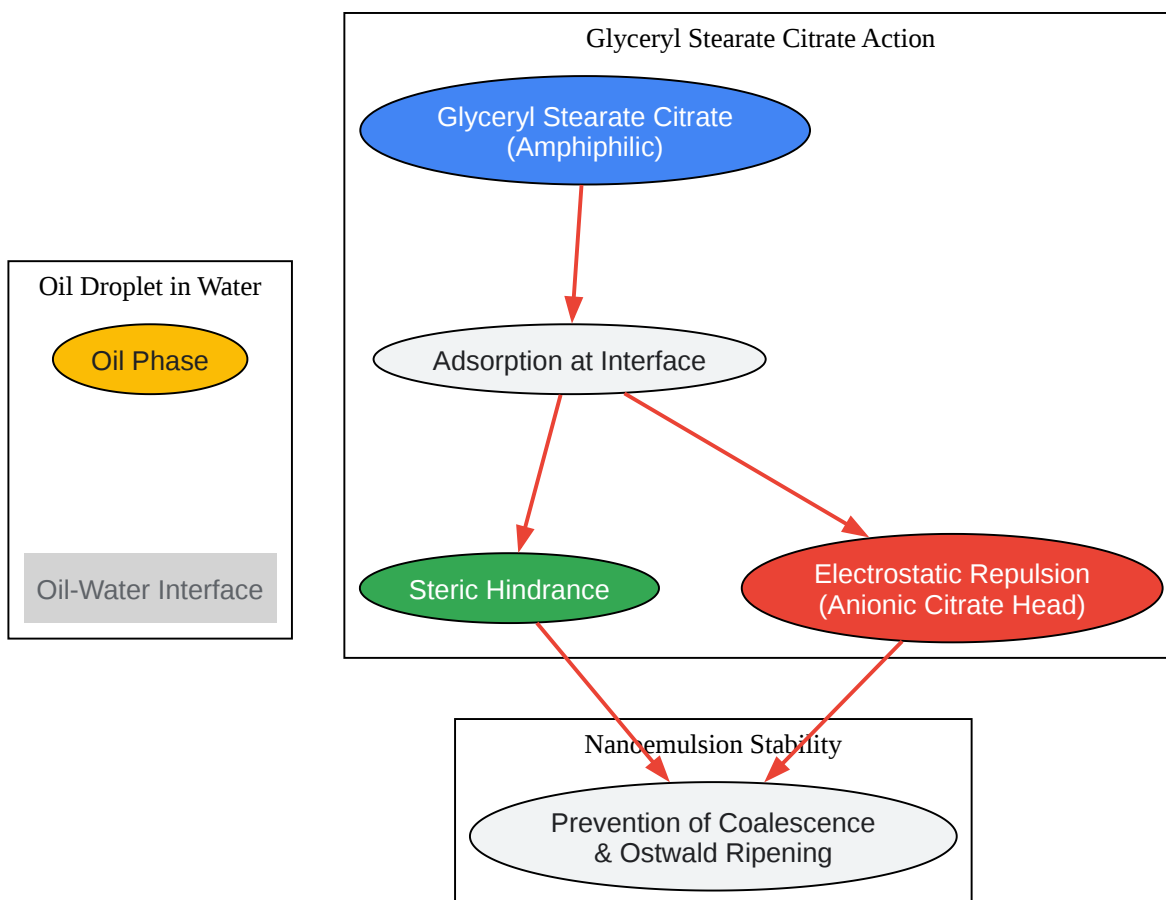 Glyceryl Stearate Citrate Action
Glyceryl Stearate Citrate
(Amphiphilic)
Oil Droplet in Water
Oil Phase
Adsorption at Interface
Oil-Water Interface
Steric Hindrance
Electrostatic Repulsion
(Anionic Citrate Head)
Nanoemulsion Stability
Prevention of Coalescence
& Ostwald Ripening